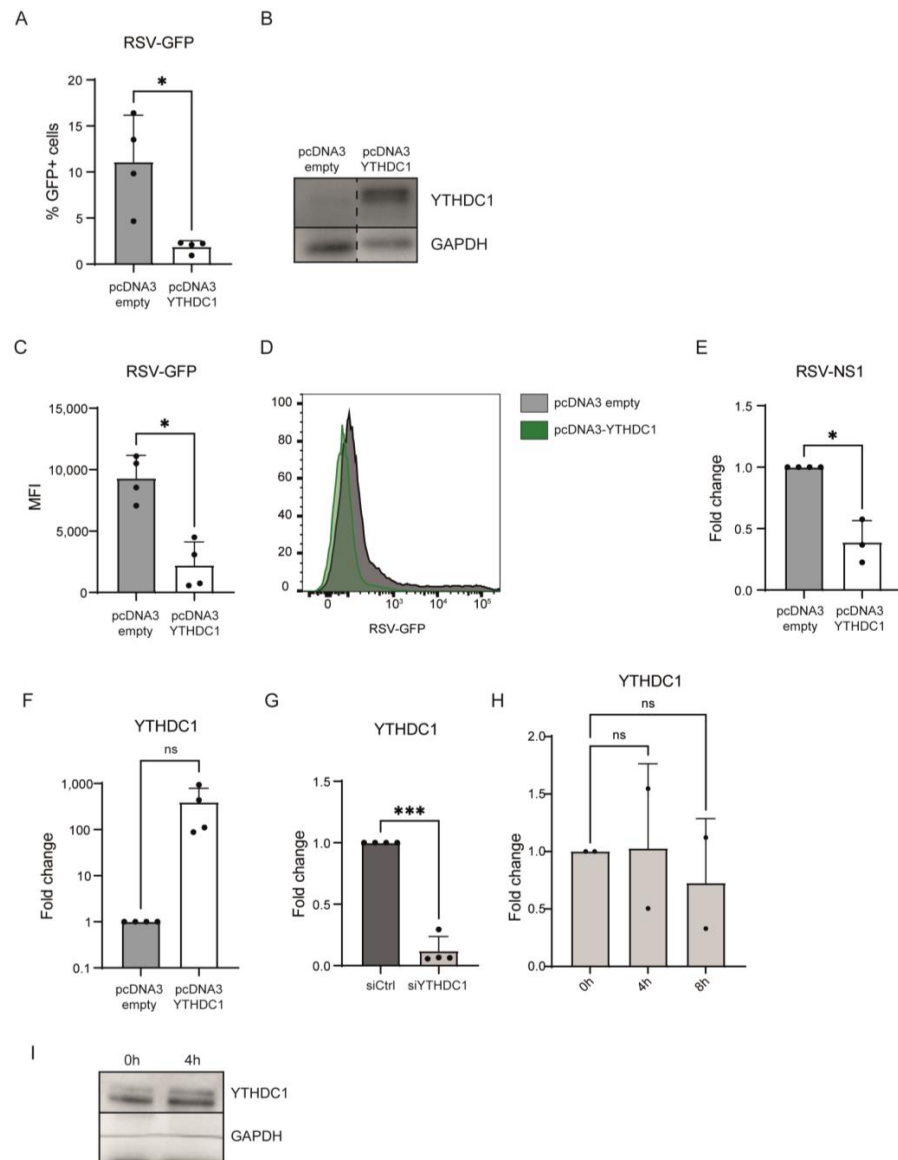 A
RSV-GFP
*
20
15
10
5
0
% GFP+ cells
pcDNA3
empty
pcDNA3
YTHDC1
B
pcDNA3
empty
pcDNA3
YTHDC1
YTHDC1
GAPDH
C
RSV-GFP
*
15,000
10,000
5,000
0
MFI
pcDNA3
empty
pcDNA3
YTHDC1
D
100
80
60
40
20
0
0
10³
10⁴
10⁵
RSV-GFP
pcDNA3 empty
pcDNA3-YTHDC1
E
RSV-NS1
*
1.5
1.0
0.5
0.0
Fold change
pcDNA3
empty
pcDNA3
YTHDC1
F
YTHDC1
ns
1,000
100
10
1
0.1
Fold change
pcDNA3
empty
pcDNA3
YTHDC1
G
YTHDC1
***
1.5
1.0
0.5
0.0
Fold change
siCtrl
siYTHDC1
H
YTHDC1
ns
ns
2.0
1.5
1.0
0.5
0.0
Fold change
0h
4h
8h
I
0h
4h
YTHDC1
GAPDH